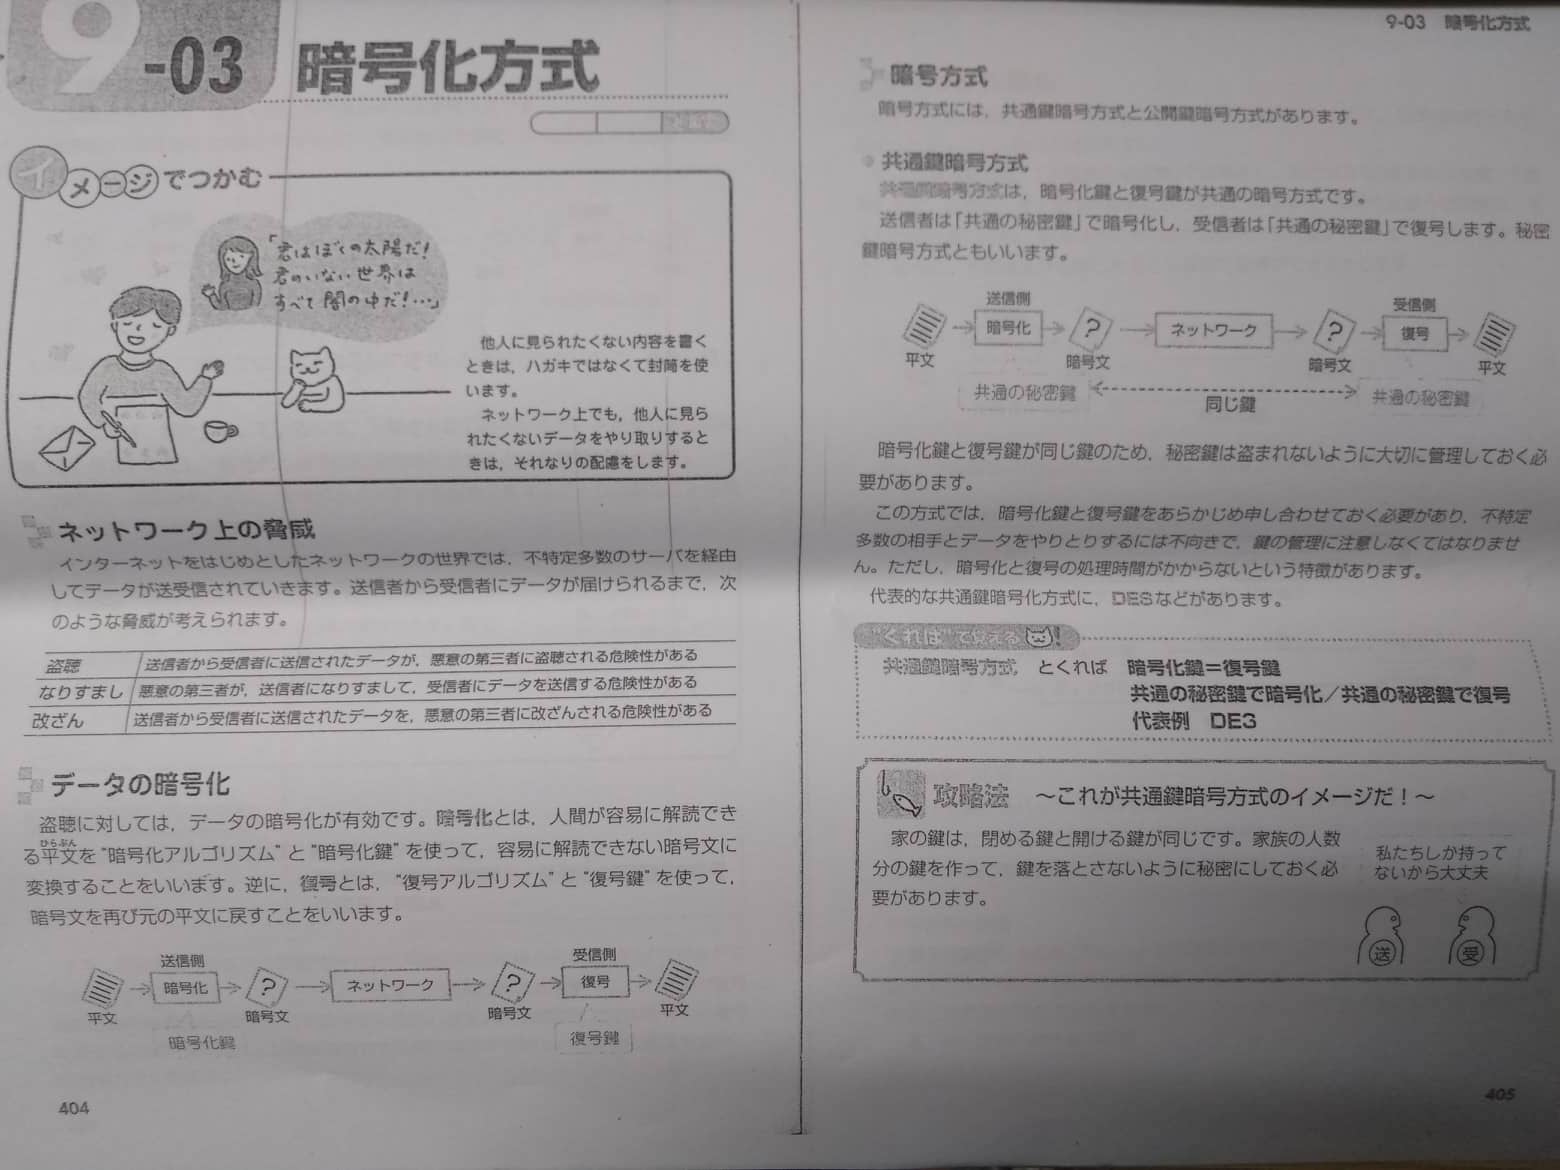 9-03 暗号化方式
イメージでつかむ
「君はぼくの太陽だ!
君のいない世界は
すべて闇の中だ!…」
他人に見られたくない内容を書く
ときは，ハガキではなくて封筒を使
います。
ネットワーク上でも，他人に見ら
れたくないデータをやり取りすると
きは，それなりの配慮をします。
ネットワーク上の脅威
インターネットをはじめとしたネットワークの世界では，不特定多数のサーバを経由
してデータが送受信されていきます。送信者から受信者にデータが届けられるまで，次
のような脅威が考えられます。
盗聴 送信者から受信者に送信されたデータが，悪意の第三者に盗聴される危険性がある
なりすまし 悪意の第三者が，送信者になりすまして，受信者にデータを送信する危険性がある
改ざん 送信者から受信者に送信されたデータを，悪意の第三者に改ざんされる危険性がある
データの暗号化
盗聴に対しては，データの暗号化が有効です。暗号化とは，人間が容易に解読でき
ひらぶん
る平文を"暗号化アルゴリズム"と"暗号化鍵"を使って，容易に解読できない暗号文に
変換することをいいます。逆に，復号とは，"復号アルゴリズム"と"復号鍵"を使って，
暗号文を再び元の平文に戻すことをいいます。
送信側 受信側
暗号化 ? ネットワーク ? 復号
平文 暗号文 暗号文 平文
暗号化鍵 復号鍵
404
9-03 暗号化方式
暗号方式
暗号方式には，共通鍵暗号方式と公開鍵暗号方式があります。
共通鍵暗号方式
共通鍵暗号方式は，暗号化鍵と復号鍵が共通の暗号方式です。
送信者は「共通の秘密鍵」で暗号化し，受信者は「共通の秘密鍵」で復号します。秘密
鍵暗号方式ともいいます。
送信側 受信側
暗号化 ? ネットワーク ? 復号
平文 暗号文 暗号文 平文
共通の秘密鍵 同じ鍵 共通の秘密鍵
暗号化鍵と復号鍵が同じ鍵のため，秘密鍵は盗まれないように大切に管理しておく必
要があります。
この方式では，暗号化鍵と復号鍵をあらかじめ申し合わせておく必要があり，不特定
多数の相手とデータをやりとりするには不向きで，鍵の管理に注意しなくてはなりませ
ん。ただし，暗号化と復号の処理時間がかからないという特徴があります。
代表的な共通鍵暗号化方式に，DESなどがあります。
"くれば"で覚える
共通鍵暗号方式 とくれば 暗号化鍵＝復号鍵
共通の秘密鍵で暗号化／共通の秘密鍵で復号
代表例 DES
攻略法 ～これが共通鍵暗号方式のイメージだ！～
家の鍵は，閉める鍵と開ける鍵が同じです。家族の人数
分の鍵を作って，鍵を落とさないように秘密にしておく必
要があります。
私たちしか持って
ないから大丈夫
送 受
405